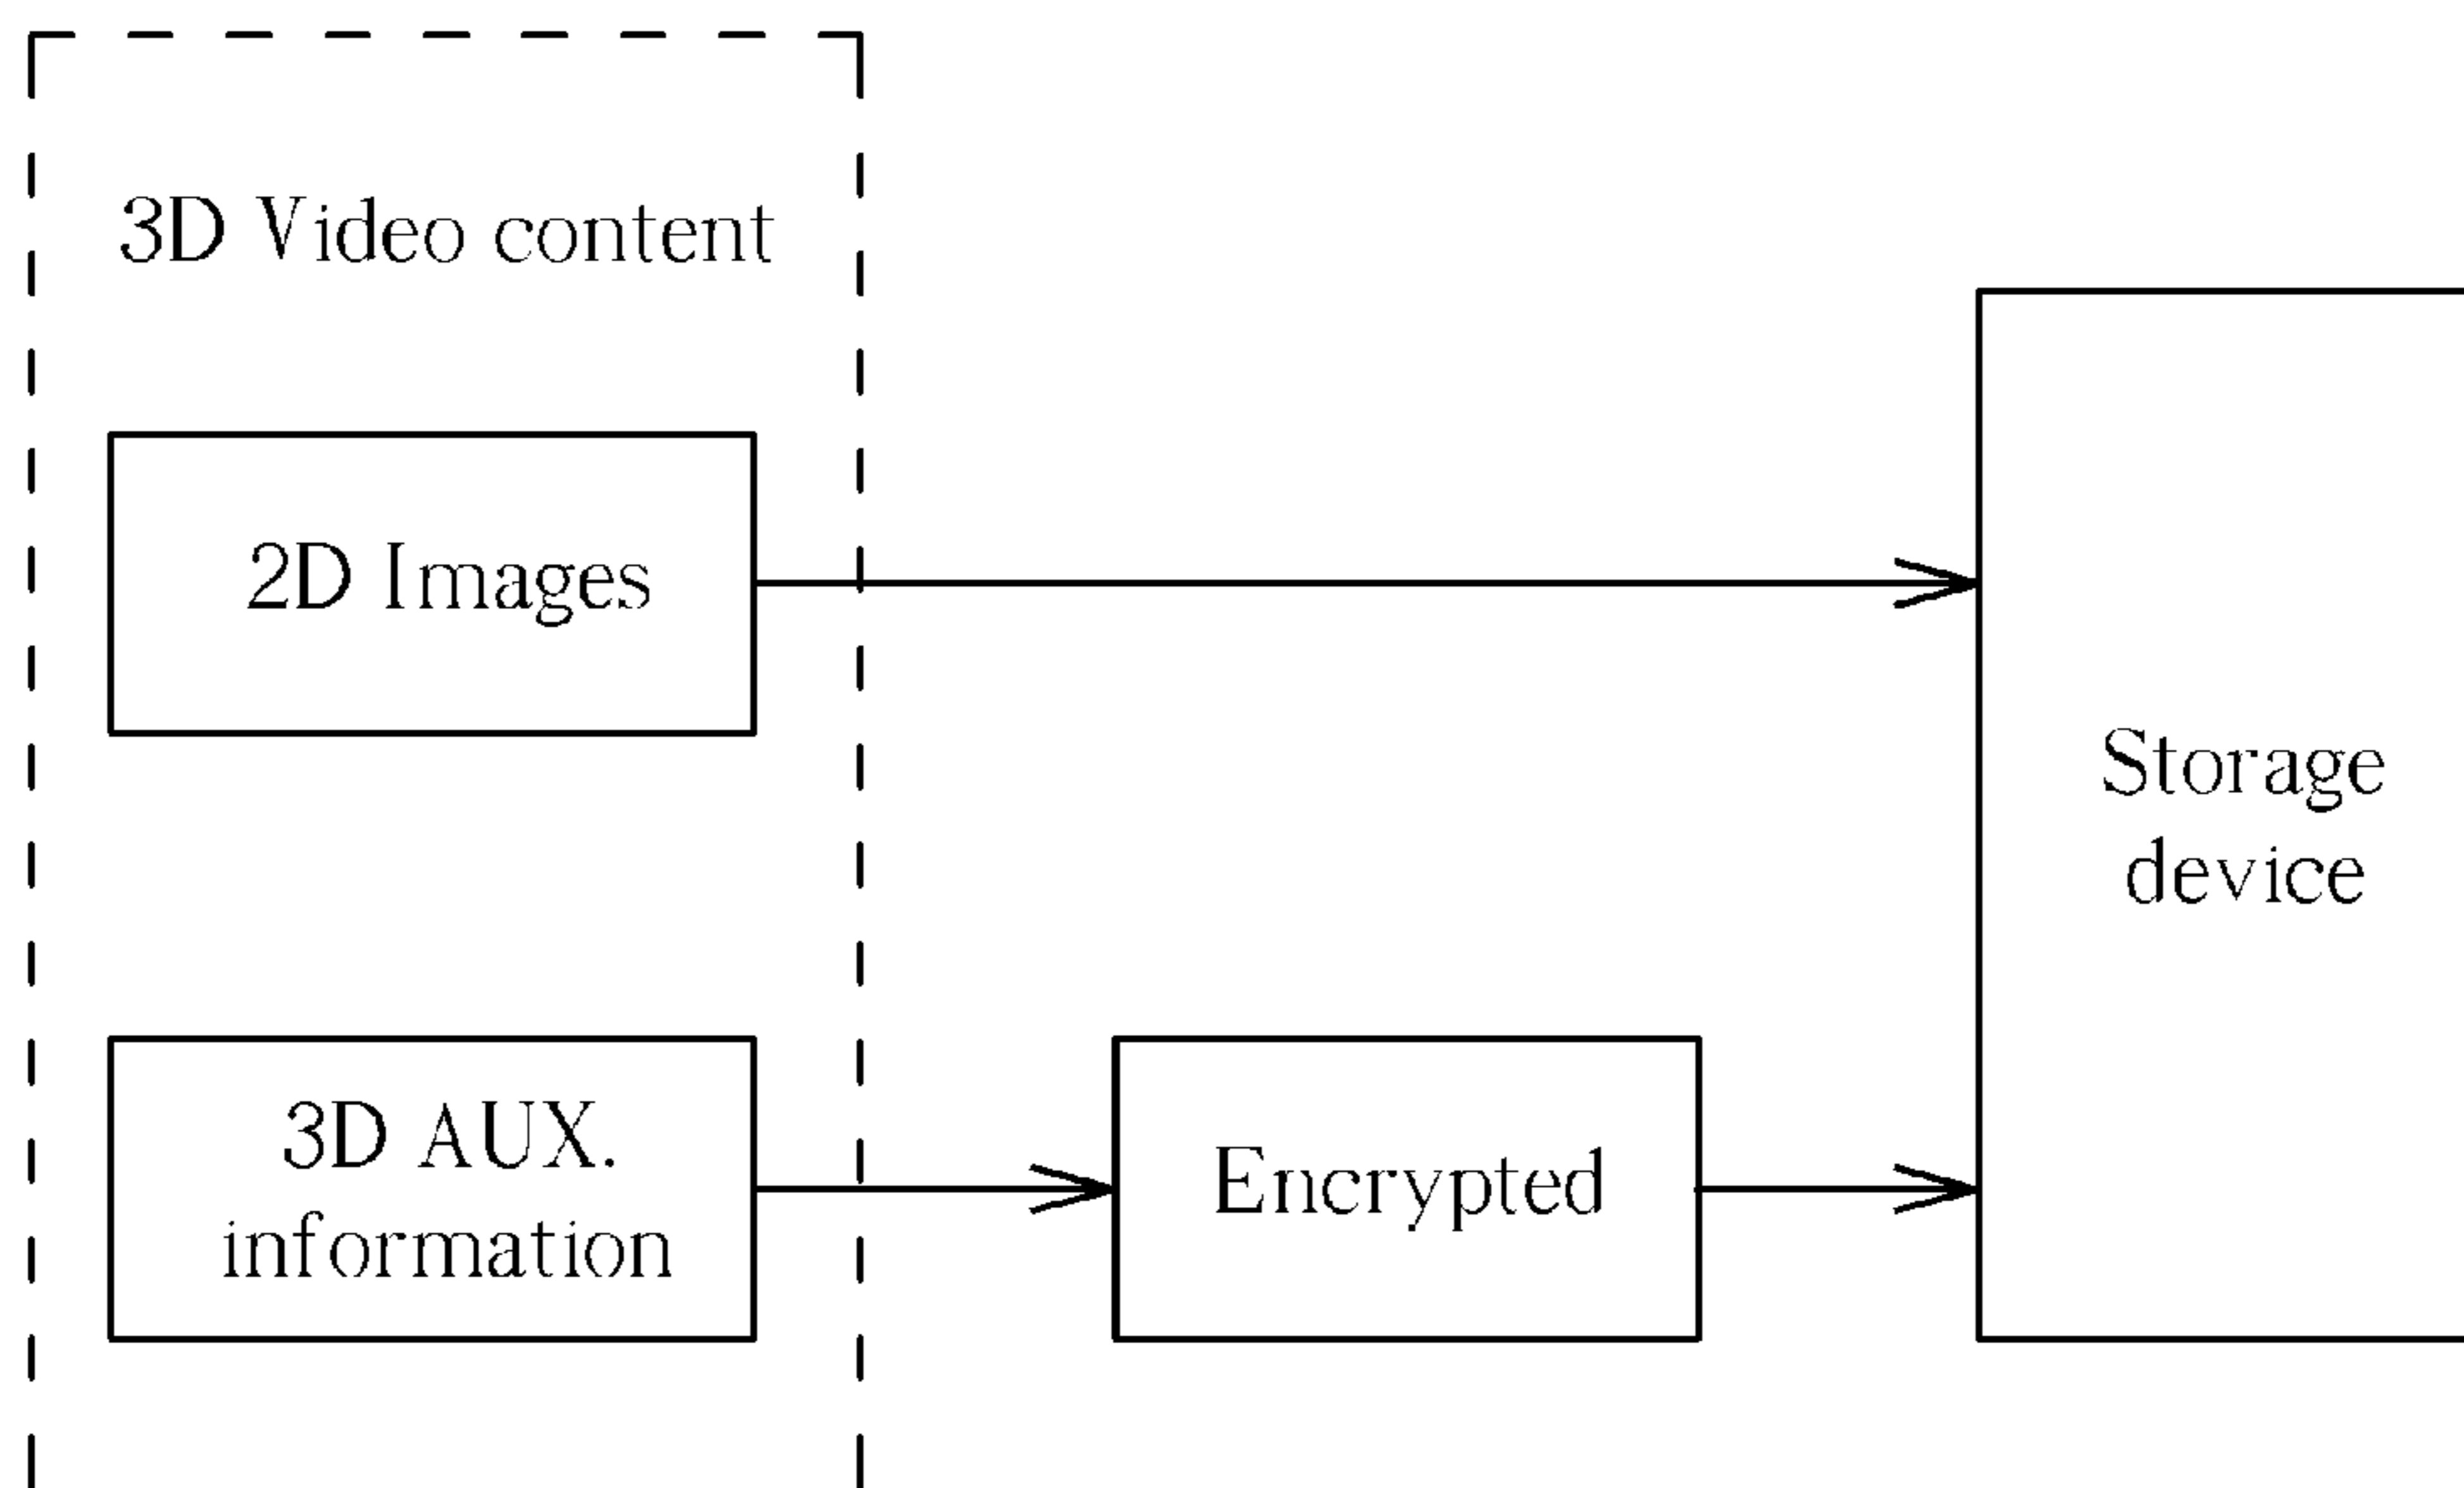 3D Video content
2D Images
Storage
device
3D AUX.
information
Encrypted